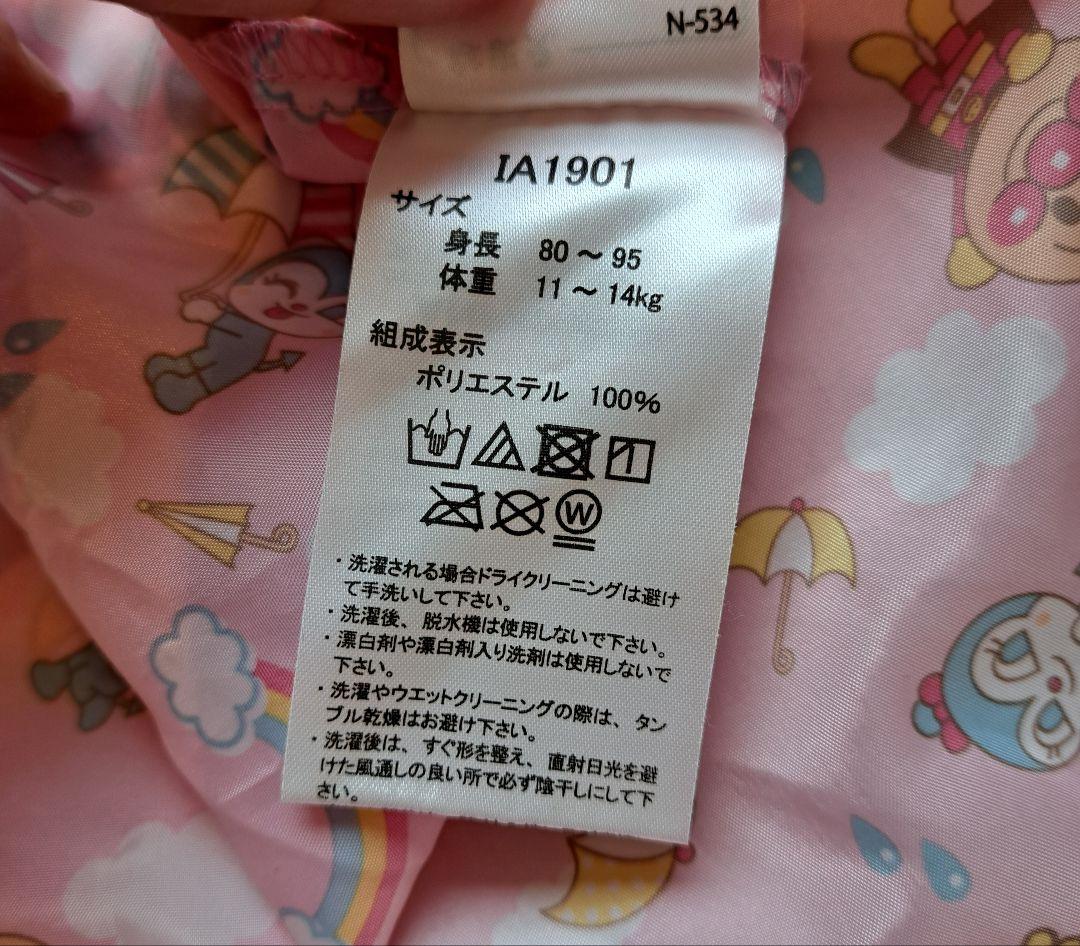 N-534
IA1901
サイズ
身長 80 ～ 95
体重 11 ～ 14kg
組成表示
ポリエステル 100%
W
・洗濯される場合ドライクリーニングは避け
て手洗いして下さい。
・洗濯後、脱水機は使用しないで下さい。
・漂白剤や漂白剤入り洗剤は使用しないで
下さい。
・洗濯やウエットクリーニングの際は、タン
ブル乾燥はお避け下さい。
・洗濯後は、すぐ形を整え、直射日光を避
けた風通しの良い所で必ず陰干しにして下
さい。